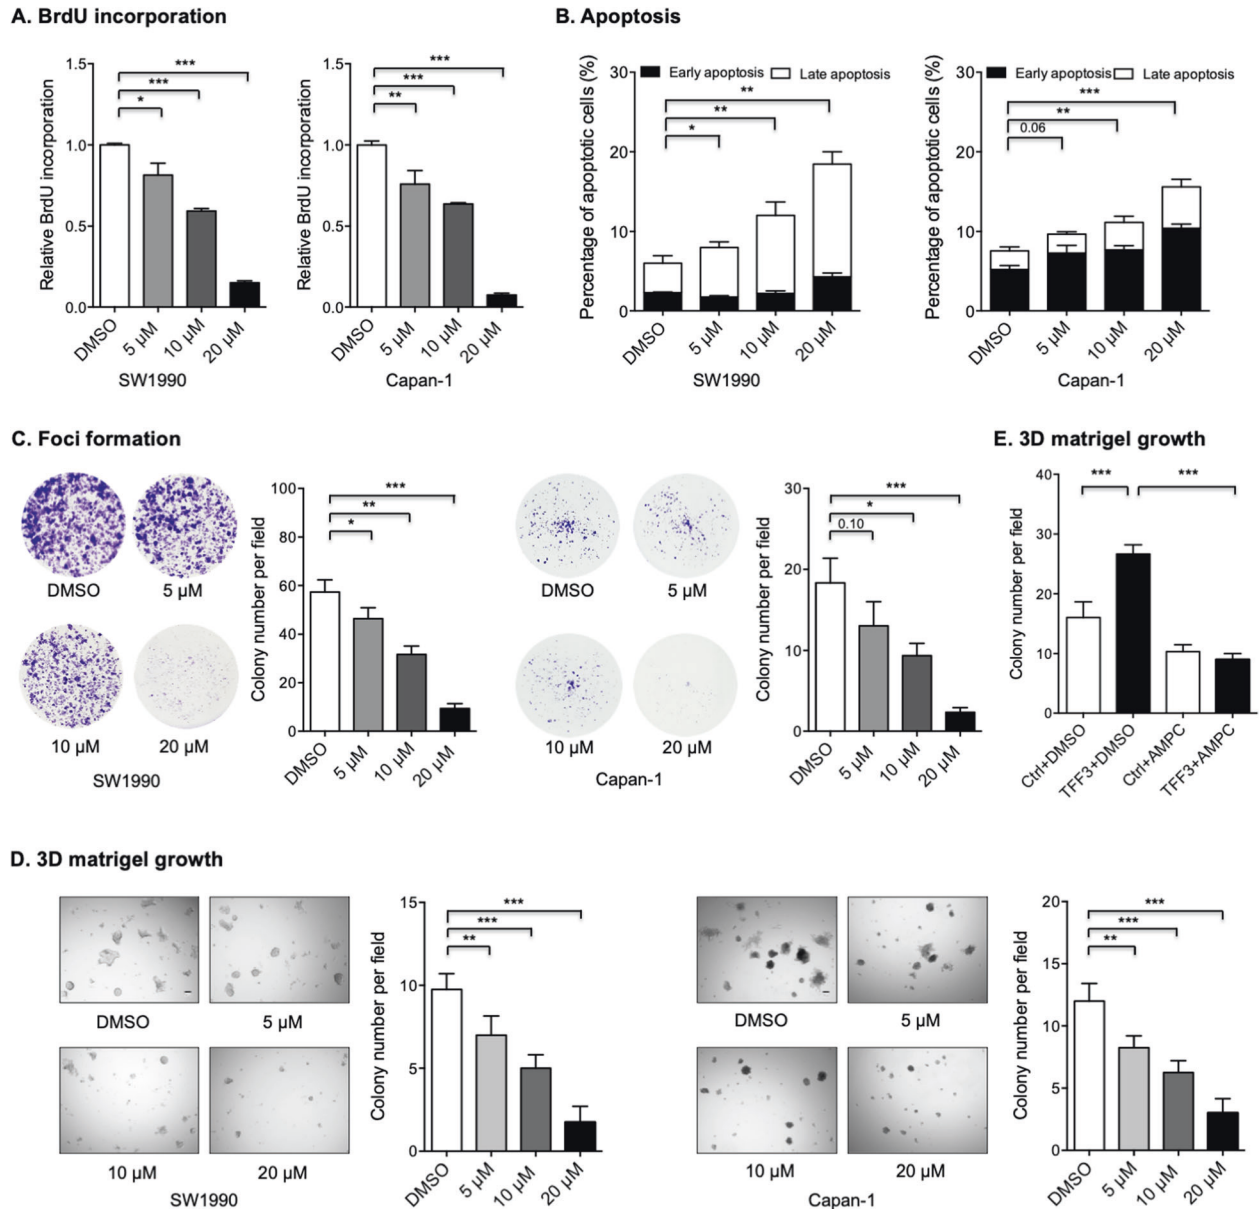 A. BrdU incorporation
B. Apoptosis
Relative BrdU incorporation
1.5
1.0
0.5
0.0
***
***
*
DMSO
5 µM
10 µM
20 µM
SW1990
Relative BrdU incorporation
1.5
1.0
0.5
0.0
***
***
**
DMSO
5 µM
10 µM
20 µM
Capan-1
Percentage of apoptotic cells (%)
30
20
10
0
Early apoptosis
Late apoptosis
**
**
*
DMSO
5 µM
10 µM
20 µM
SW1990
Percentage of apoptotic cells (%)
30
20
10
0
Early apoptosis
Late apoptosis
***
**
0.06
DMSO
5 µM
10 µM
20 µM
Capan-1
C. Foci formation
DMSO
5 µM
10 µM
20 µM
SW1990
Colony number per field
100
80
60
40
20
0
***
**
*
DMSO
5 µM
10 µM
20 µM
DMSO
5 µM
10 µM
20 µM
Capan-1
Colony number per field
30
20
10
0
***
*
0.10
DMSO
5 µM
10 µM
20 µM
E. 3D matrigel growth
Colony number per field
40
30
20
10
0
***
***
Ctrl+DMSO
TFF3+DMSO
Ctrl+AMPC
TFF3+AMPC
D. 3D matrigel growth
DMSO
5 µM
10 µM
20 µM
SW1990
Colony number per field
15
10
5
0
***
***
**
DMSO
5 µM
10 µM
20 µM
DMSO
5 µM
10 µM
20 µM
Capan-1
Colony number per field
20
15
10
5
0
***
***
**
DMSO
5 µM
10 µM
20 µM